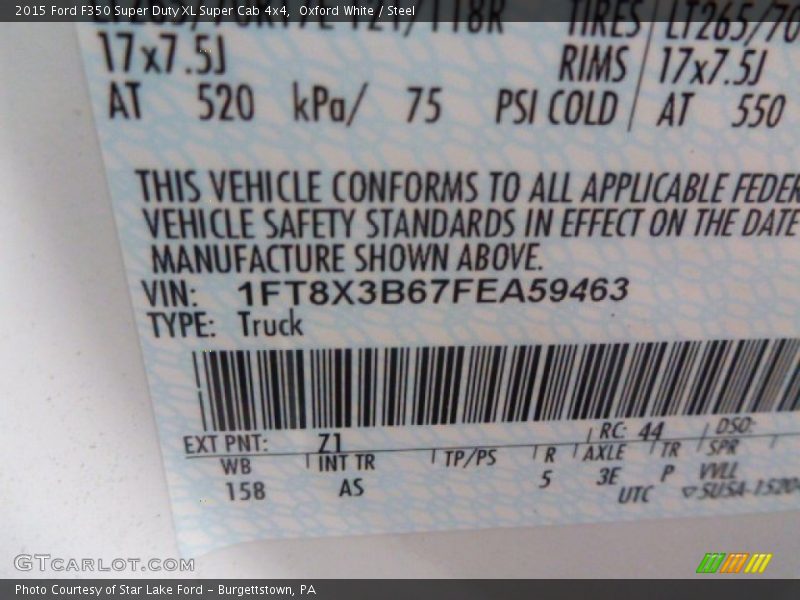 2015 Ford F350 Super Duty XL Super Cab 4x4, Oxford White / Steel
TIRES LT265/70
17x7.5J RIMS 17x7.5J
AT 520 kPa/ 75 PSI COLD AT 550
THIS VEHICLE CONFORMS TO ALL APPLICABLE FEDER
VEHICLE SAFETY STANDARDS IN EFFECT ON THE DATE
MANUFACTURE SHOWN ABOVE.
VIN: 1FT8X3B67FEA59463
TYPE: Truck
EXT PNT: Z1 RC: 44 DSO:
WB INT TR TP/PS R AXLE TR SPR
158 AS 5 3E P VVLL
UTC
GTCARLOT.COM
Photo Courtesy of Star Lake Ford - Burgettstown, PA